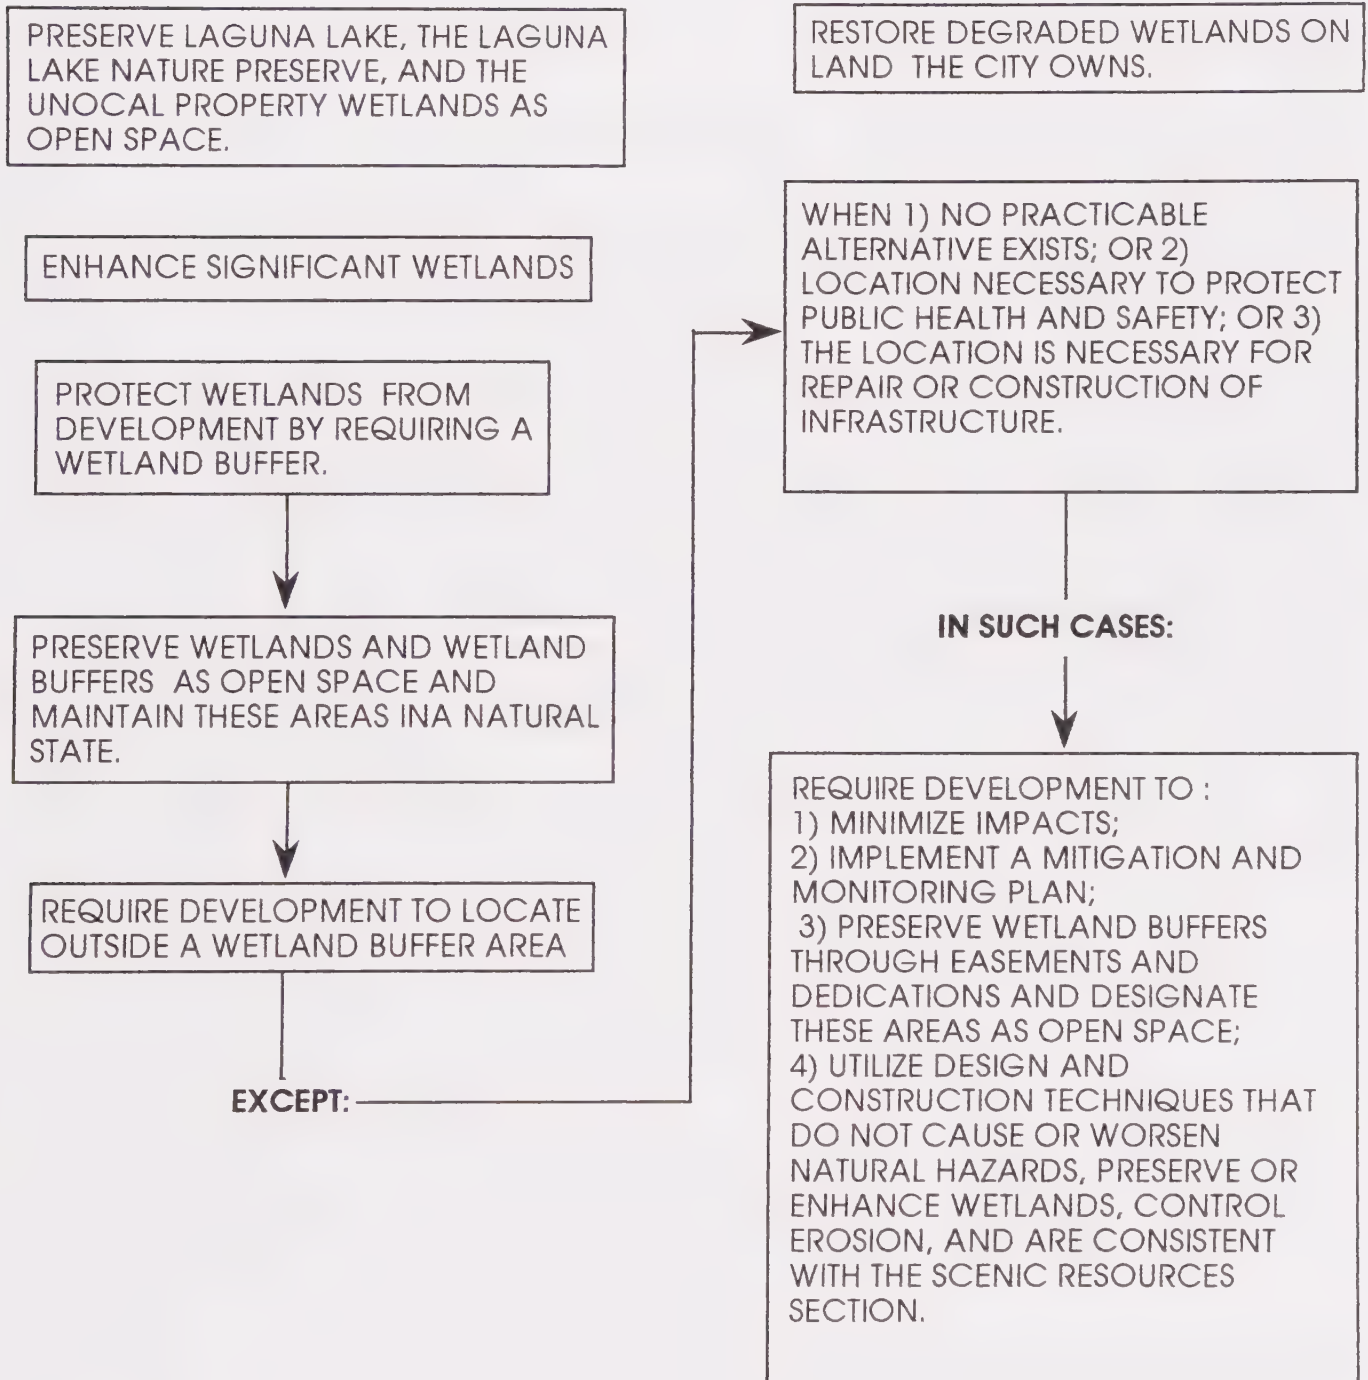 PRESERVE LAGUNA LAKE, THE LAGUNA
LAKE NATURE PRESERVE, AND THE
UNOCAL PROPERTY WETLANDS AS
OPEN SPACE.
ENHANCE SIGNIFICANT WETLANDS
PROTECT WETLANDS FROM
DEVELOPMENT BY REQUIRING A
WETLAND BUFFER.
PRESERVE WETLANDS AND WETLAND
BUFFERS AS OPEN SPACE AND
MAINTAIN THESE AREAS INA NATURAL
STATE.
REQUIRE DEVELOPMENT TO LOCATE
OUTSIDE A WETLAND BUFFER AREA
EXCEPT:
RESTORE DEGRADED WETLANDS ON
LAND THE CITY OWNS.
WHEN 1) NO PRACTICABLE
ALTERNATIVE EXISTS; OR 2)
LOCATION NECESSARY TO PROTECT
PUBLIC HEALTH AND SAFETY; OR 3)
THE LOCATION IS NECESSARY FOR
REPAIR OR CONSTRUCTION OF
INFRASTRUCTURE.
IN SUCH CASES:
REQUIRE DEVELOPMENT TO :
1) MINIMIZE IMPACTS;
2) IMPLEMENT A MITIGATION AND
MONITORING PLAN;
3) PRESERVE WETLAND BUFFERS
THROUGH EASEMENTS AND
DEDICATIONS AND DESIGNATE
THESE AREAS AS OPEN SPACE;
4) UTILIZE DESIGN AND
CONSTRUCTION TECHNIQUES THAT
DO NOT CAUSE OR WORSEN
NATURAL HAZARDS, PRESERVE OR
ENHANCE WETLANDS, CONTROL
EROSION, AND ARE CONSISTENT
WITH THE SCENIC RESOURCES
SECTION.